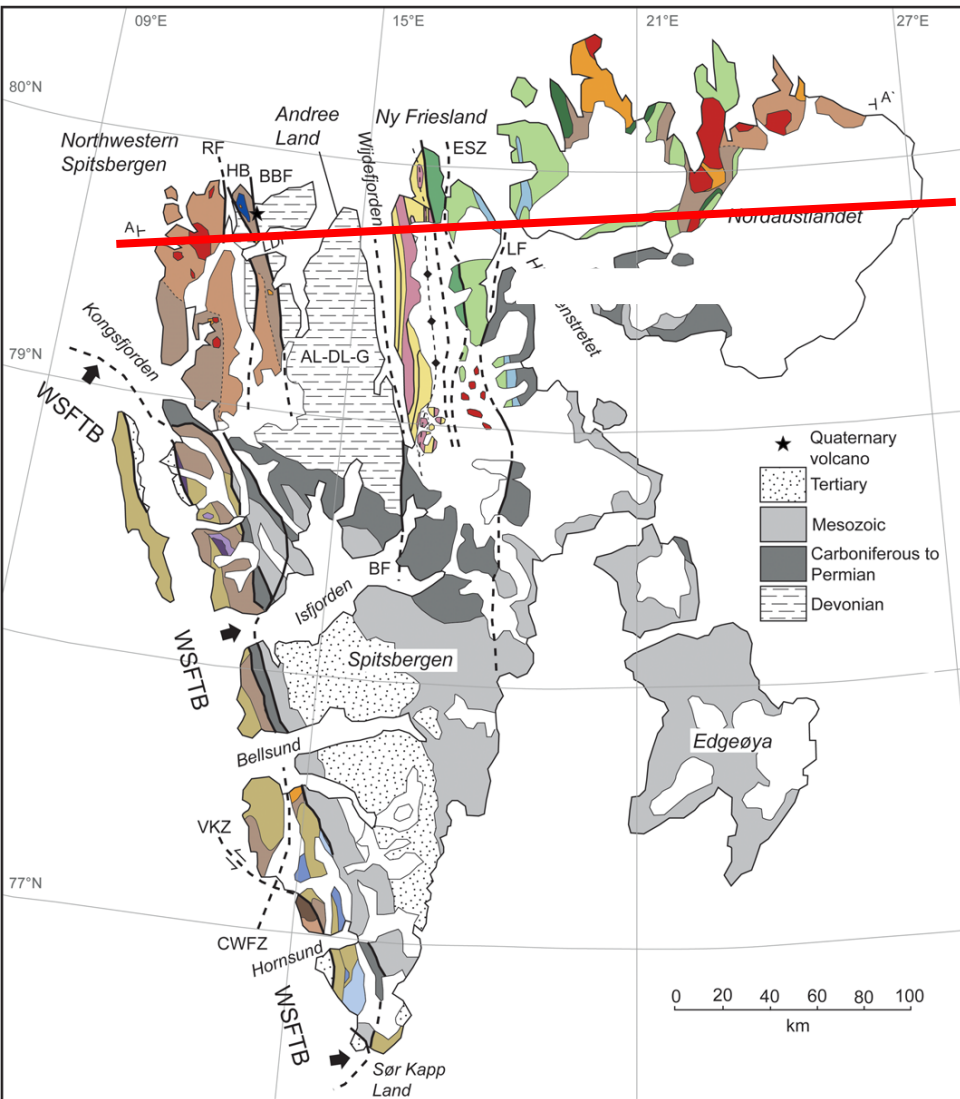 09°E
15°E
21°E
27°E
80°N
Andree
Land
Ny Friesland
Northwestern
Spitsbergen
RF
HB
BBF
Wijdefjorden
ESZ
A`
A
LF
Nordaustlandet
Kongsfjorden
AL-DL-G
79°N
WSFTB
Quaternary
volcano
Tertiary
Mesozoic
Carboniferous to
Permian
Devonian
BF
Isfjorden
WSFTB
Spitsbergen
Edgeøya
Bellsund
VKZ
77°N
CWFZ
Hornsund
WSFTB
Sør Kapp
Land
0 20 40 60 80 100
km